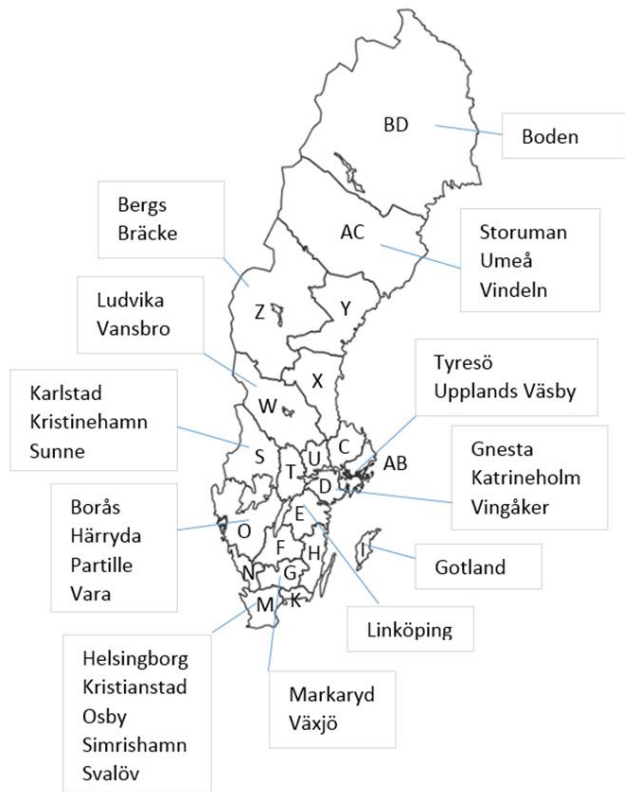 BD
Boden
Bergs
Bräcke
AC
Storuman
Umeå
Vindeln
Ludvika
Vansbro
Z
Y
X
Tyresö
Upplands Väsby
Karlstad
Kristinehamn
Sunne
W
S
T
U
C
AB
D
Gnesta
Katrineholm
Vingåker
Borås
Härryda
Partille
Vara
O
E
F
H
I
Gotland
N
G
M
K
Linköping
Helsingborg
Kristianstad
Osby
Simrishamn
Svalöv
Markaryd
Växjö